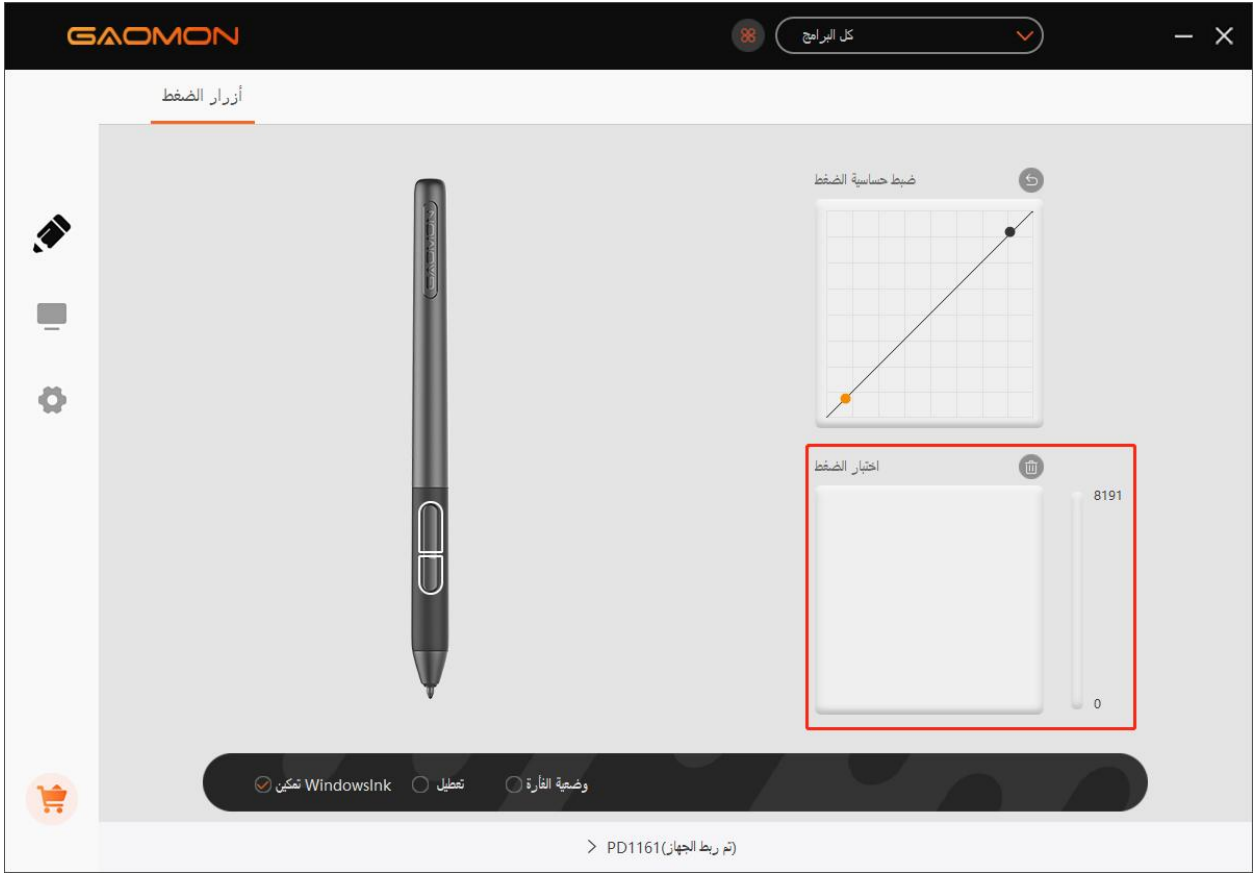 GAOMON
كل البرامج
أزرار الضغط
GAOMON
ضبط حساسية الضغط
اختبار الضغط
8191
0
تمكين WindowsInk
تعطيل
وضعية الفأرة
PD1161(تم ربط الجهاز)